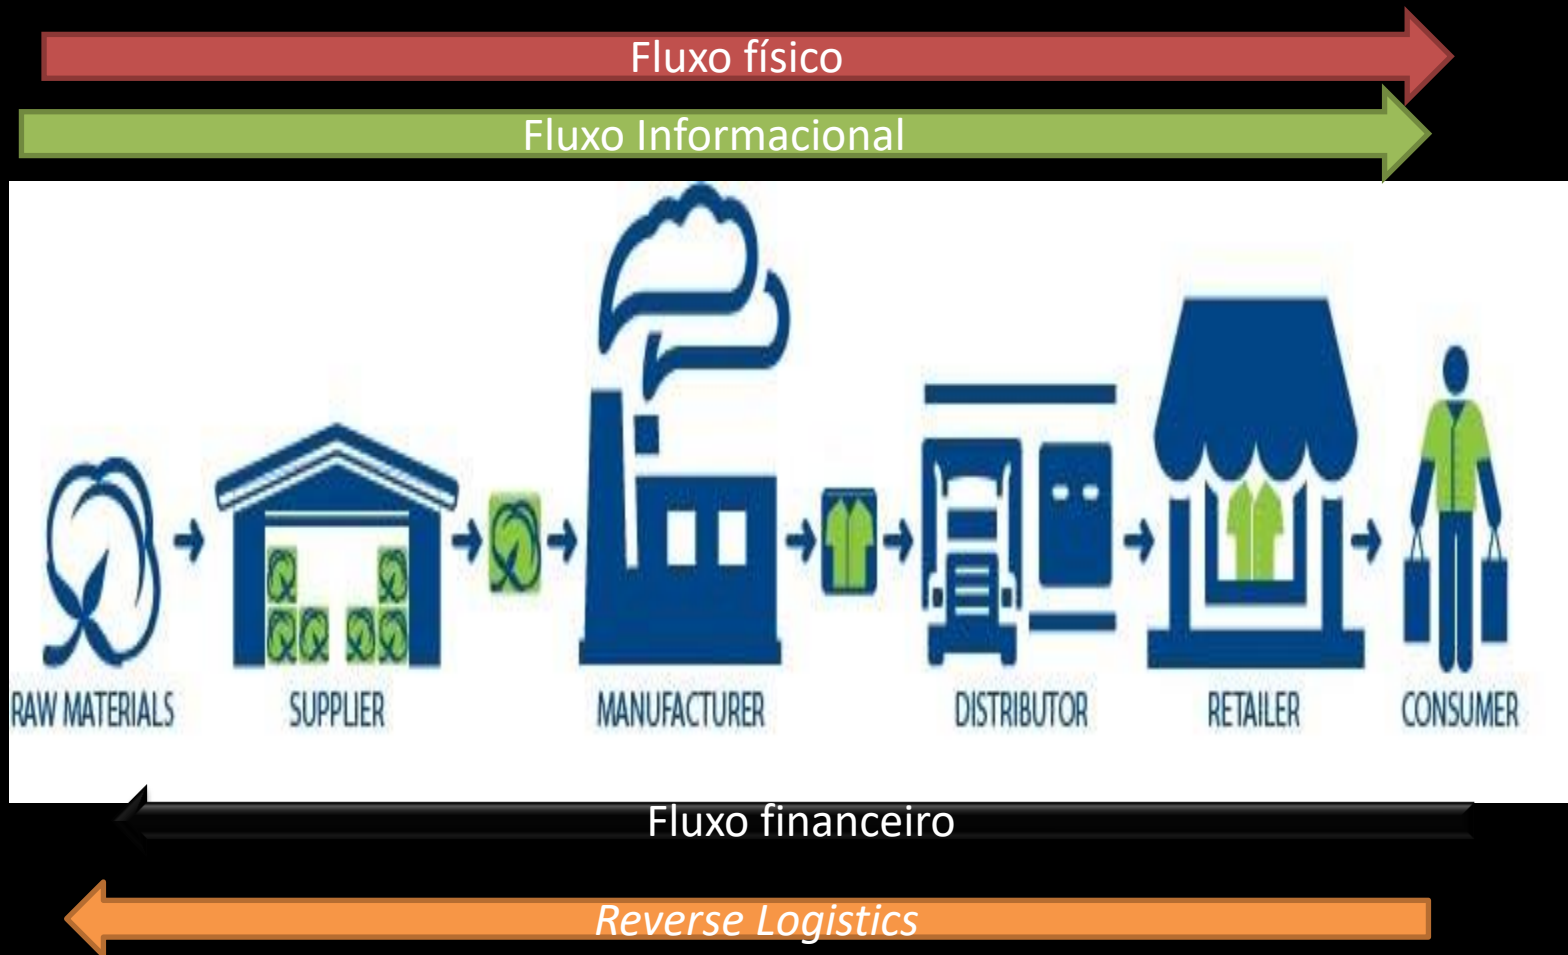 Fluxo físico
Fluxo Informacional
RAW MATERIALS
SUPPLIER
MANUFACTURER
DISTRIBUTOR
RETAILER
CONSUMER
Fluxo financeiro
Reverse Logistics